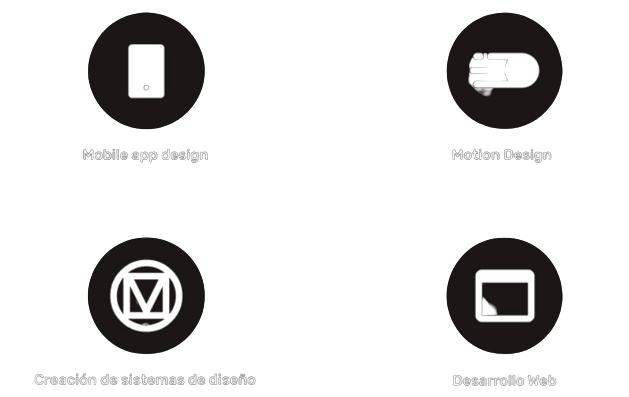 Mobile app design
Motion Design
Creación de sistemas de diseño
Desarrollo Web